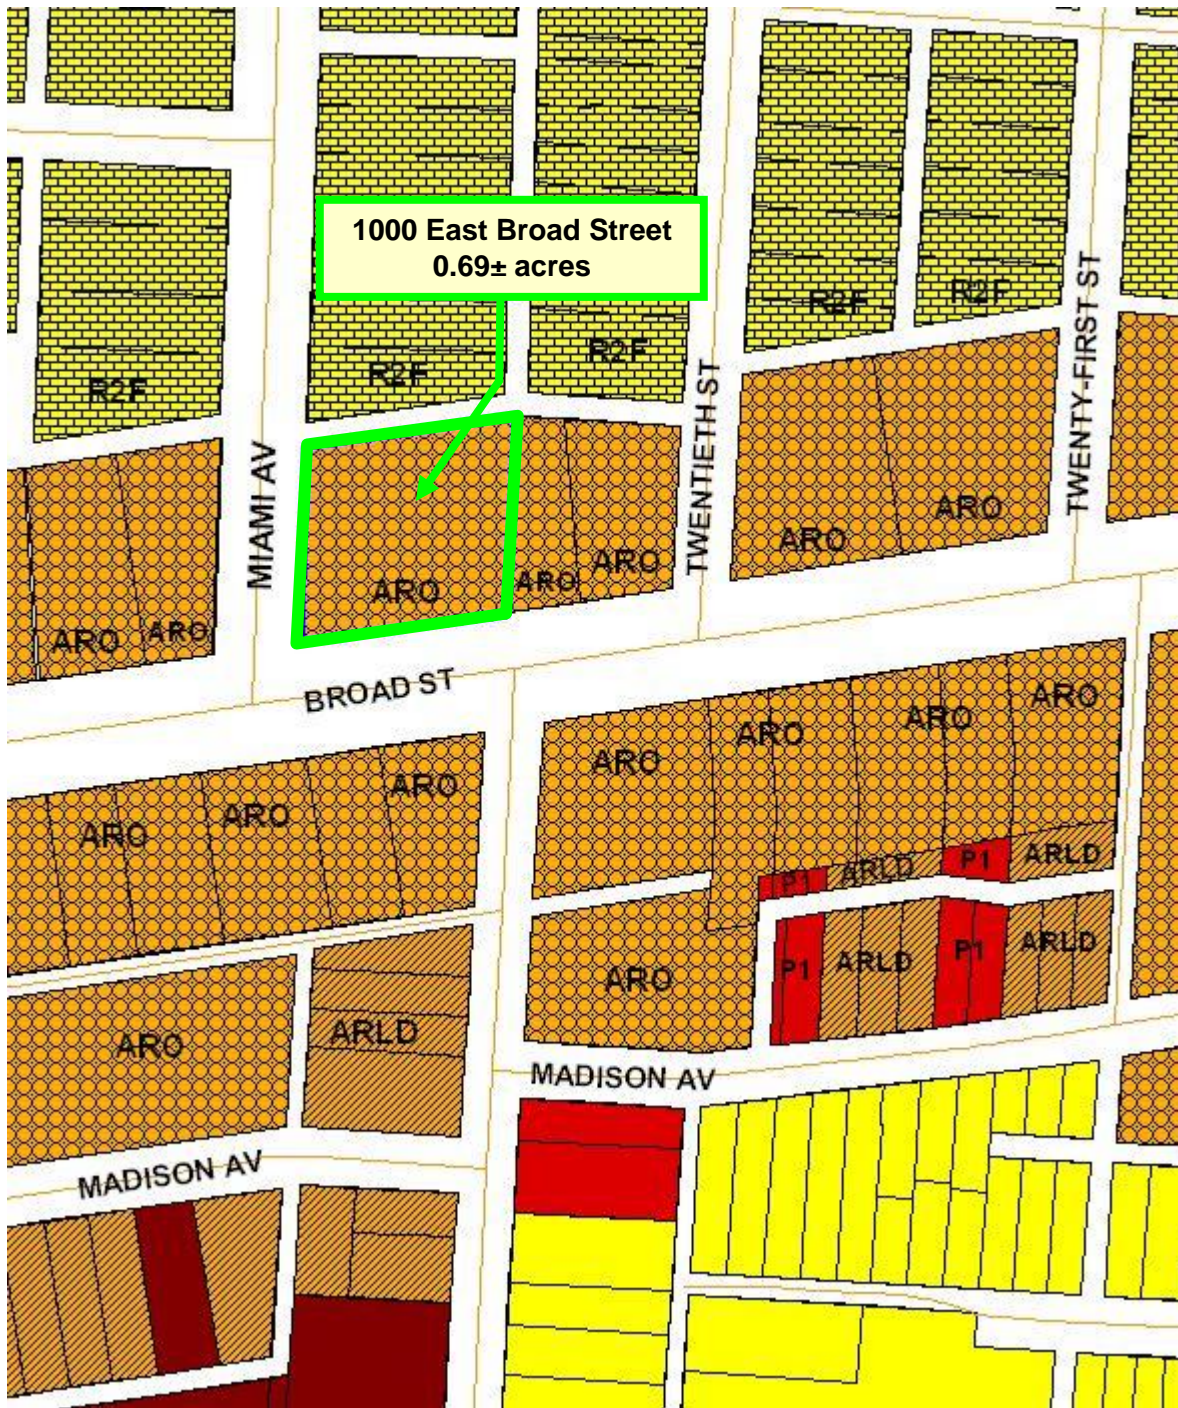 1000 East Broad Street
0.69± acres
R2F
R2F
R2F
R2F
R2F
TWENTY-FIRST ST
TWENTIETH ST
MIAMI AV
ARO
ARO
ARO
ARO
ARO
ARO
ARO
BROAD ST
ARO
ARO
ARO
ARO
ARO
ARO
ARO
P1
ARLD
P1
ARLD
ARO
P1
ARLD
P1
ARLD
ARO
ARLD
MADISON AV
MADISON AV